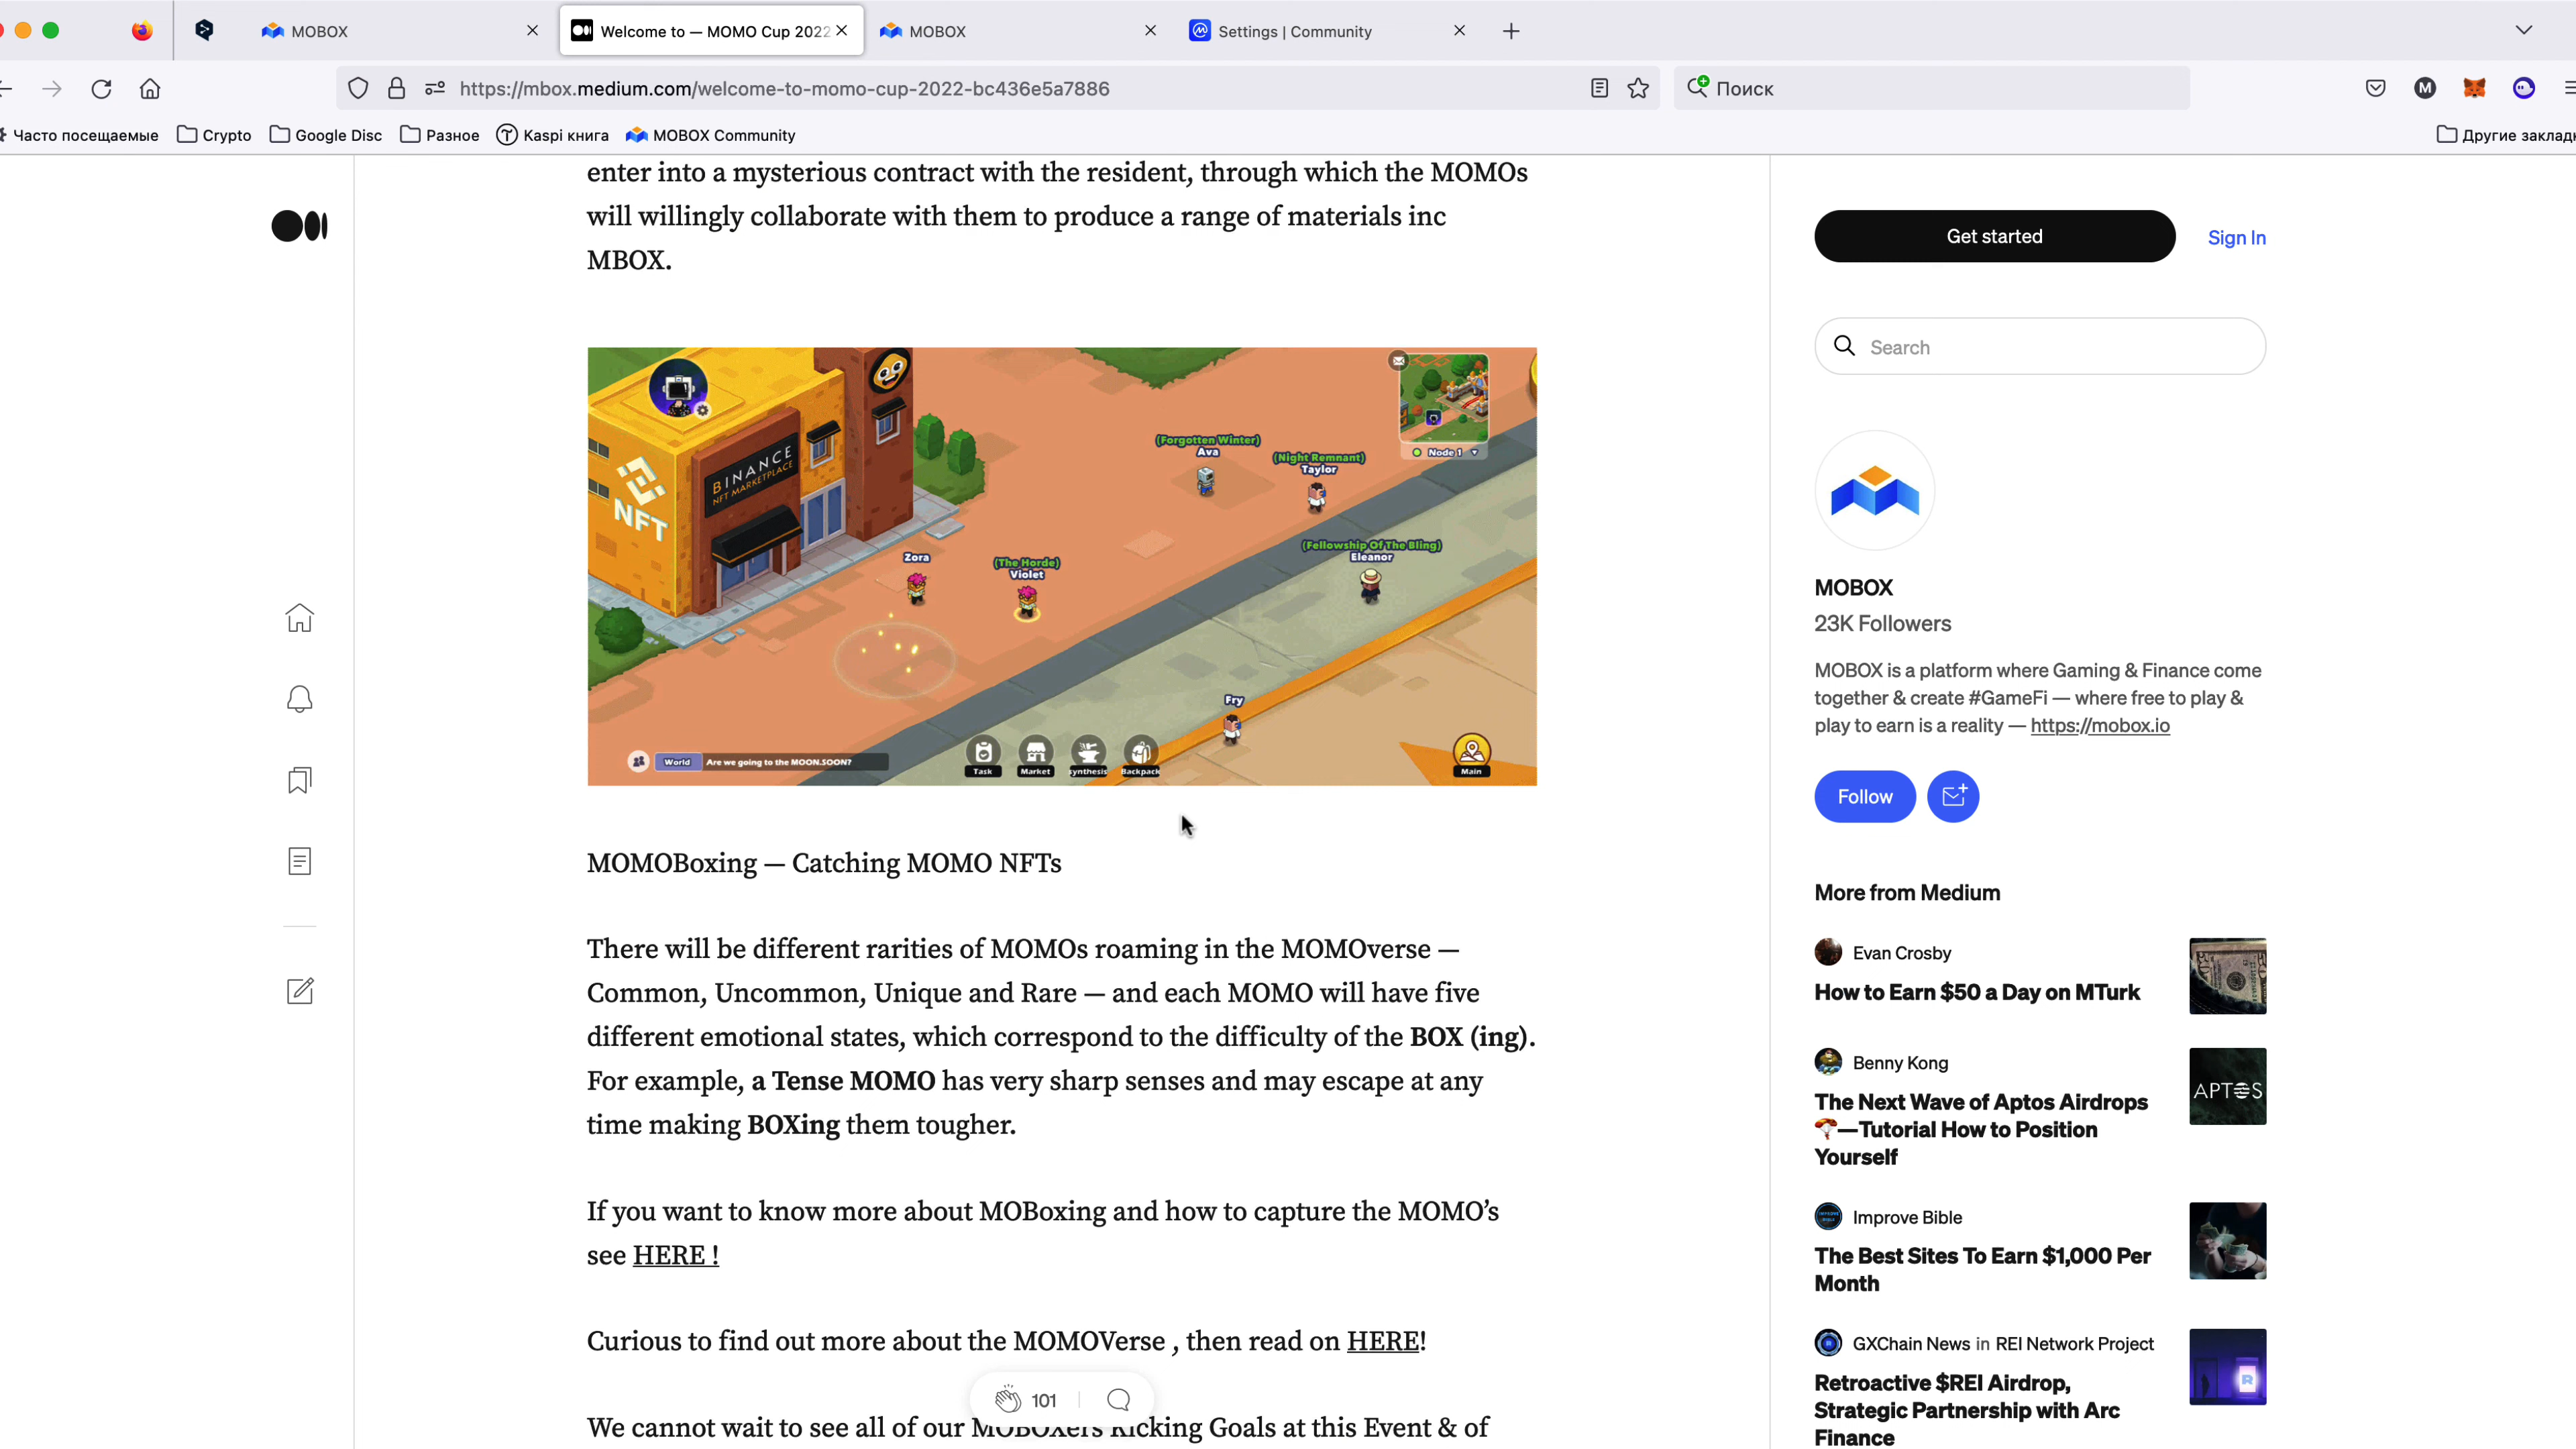 MOBOX
Welcome to — MOMO Cup 2022
MOBOX
Settings | Community
https://mbox.medium.com/welcome-to-momo-cup-2022-bc436e5a7886
Поиск
Часто посещаемые
Crypto
Google Disc
Разное
Kaspi книга
MOBOX Community
Другие заклад
enter into a mysterious contract with the resident, through which the MOMOs
will willingly collaborate with them to produce a range of materials inc
MBOX.
BINANCE
NFT MARKETPLACE
NFT
(Forgotten Winter)
Ava
(Night Remnant)
Taylor
Node 1
(Fellowship Of The Bling)
Eleanor
Zora
(The Horde)
Violet
Fry
World
Are we going to the MOON.SOON?
Task
Market
ynthesis
Backpack
Main
MOMOBoxing — Catching MOMO NFTs
There will be different rarities of MOMOs roaming in the MOMOverse —
Common, Uncommon, Unique and Rare — and each MOMO will have five
different emotional states, which correspond to the difficulty of the BOX (ing).
For example, a Tense MOMO has very sharp senses and may escape at any
time making BOXing them tougher.
If you want to know more about MOBoxing and how to capture the MOMO’s
see HERE !
Curious to find out more about the MOMOVerse , then read on HERE!
101
We cannot wait to see all of our MOBOXers Kicking Goals at this Event & of
Get started
Sign In
Search
MOBOX
23K Followers
MOBOX is a platform where Gaming & Finance come
together & create #GameFi — where free to play &
play to earn is a reality — https://mobox.io
Follow
More from Medium
Evan Crosby
How to Earn $50 a Day on MTurk
Benny Kong
The Next Wave of Aptos Airdrops
🪂—Tutorial How to Position
Yourself
APTOS
Improve Bible
The Best Sites To Earn $1,000 Per
Month
GXChain News in REI Network Project
Retroactive $REI Airdrop,
Strategic Partnership with Arc
Finance